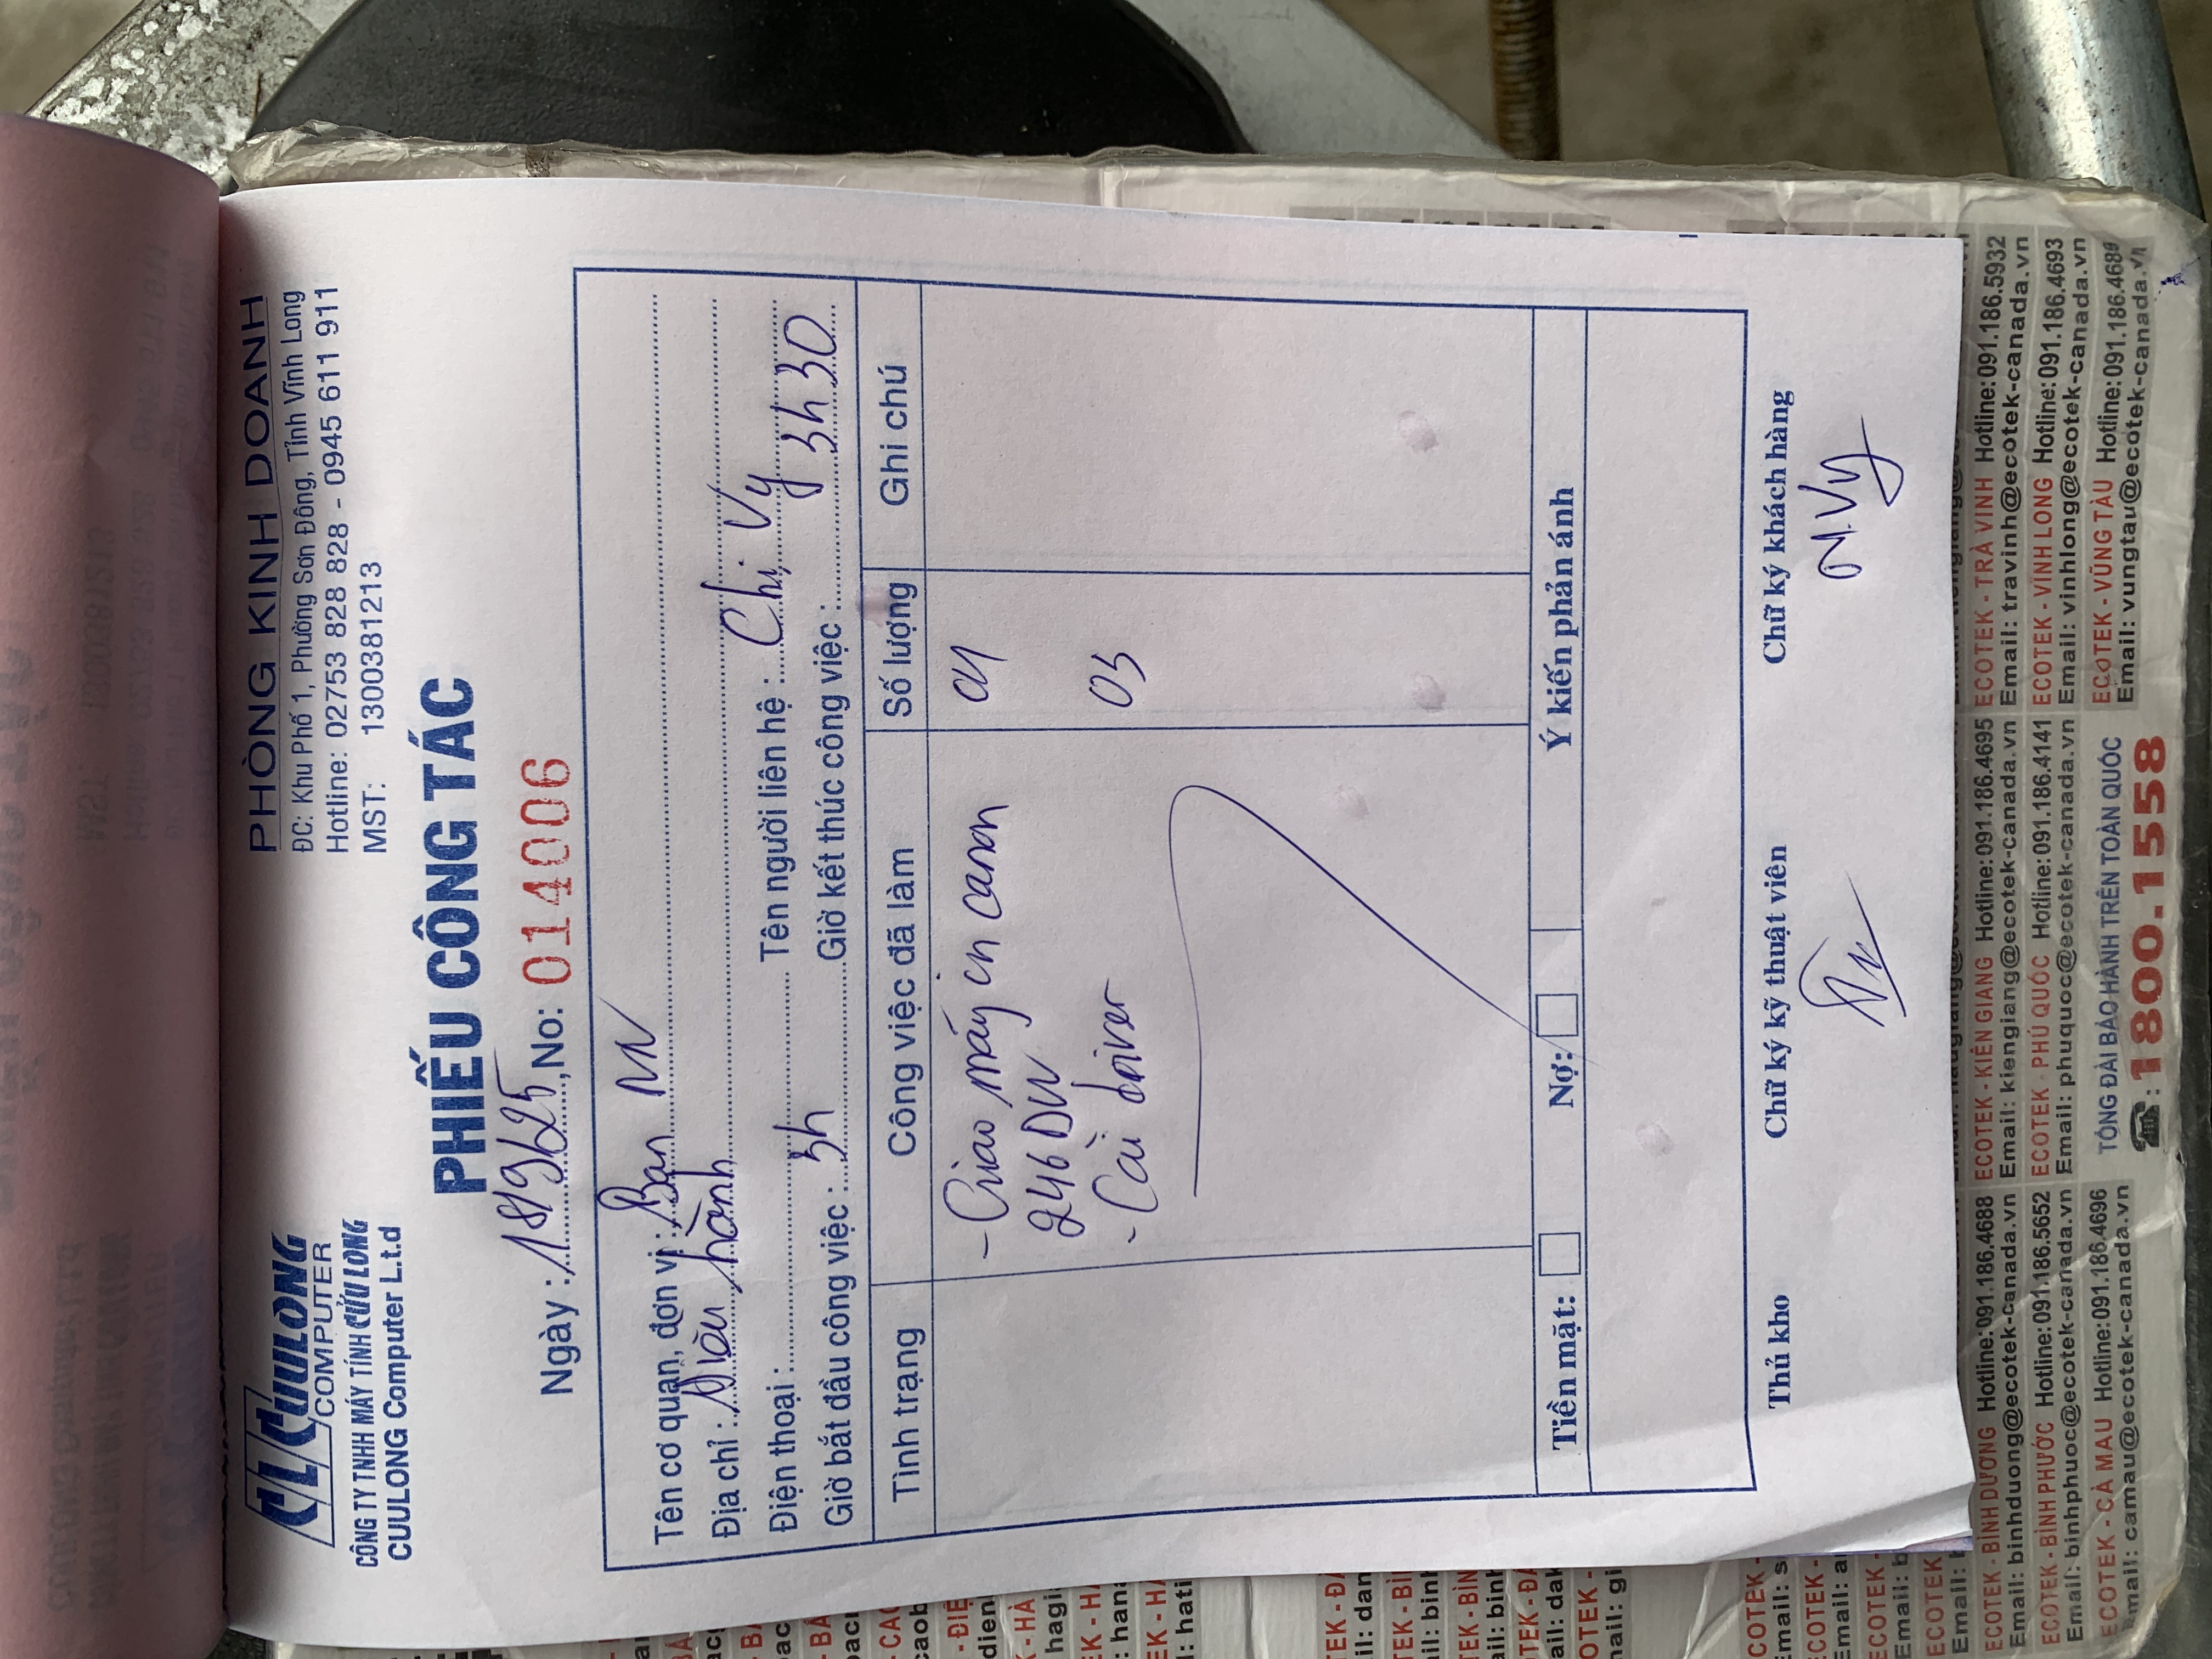 CL CUULONG
COMPUTER
CÔNG TY TNHH MÁY TÍNH CỬU LONG
CUULONG Computer L.t.d
PHÒNG KINH DOANH
ĐC: Khu Phố 1, Phường Sơn Đông, Tỉnh Vĩnh Long
Hotline: 02753 828 828 - 0945 611 911
MST: 1300381213
PHIẾU CÔNG TÁC
Ngày : 18/9/25, No: 014006
Tên cơ quan, đơn vị : Ban NN
Địa chỉ : hành
Điện thoại : Tên người liên hệ : Chị Vy
Giờ bắt đầu công việc : 3h Giờ kết thúc công việc : 3h30
Tình trạng Công việc đã làm Số lượng Ghi chú
- Giao máy in canon 01
246DW
- Cài driver 03
Tiền mặt: Nợ: Ý kiến phản ánh
Thủ kho Chữ ký kỹ thuật viên Chữ ký khách hàng
M.Vy
ECOTEK - BÌNH DƯƠNG Hotline:091.186.4688 ECOTEK - KIÊN GIANG Hotline:091.186.4695 ECOTEK - TRÀ VINH Hotline:091.186.5932
Email: binhduong@ecotek-canada.vn Email: kiengiang@ecotek-canada.vn Email: travinh@ecotek-canada.vn
ECOTEK - BÌNH PHƯỚC Hotline:091.186.5652 ECOTEK - PHÚ QUỐC Hotline:091.186.4141 ECOTEK - VĨNH LONG Hotline:091.186.4693
Email: binhphuoc@ecotek-canada.vn Email: phuquoc@ecotek-canada.vn Email: vinhlong@ecotek-canada.vn
ECOTEK - CÀ MAU Hotline:091.186.4696 TỔNG ĐÀI BẢO HÀNH TRÊN TOÀN QUỐC ECOTEK - VŨNG TÀU Hotline:091.186.4689
Email: camau@ecotek-canada.vn ☎: 1800.1558 Email: vungtau@ecotek-canada.vn